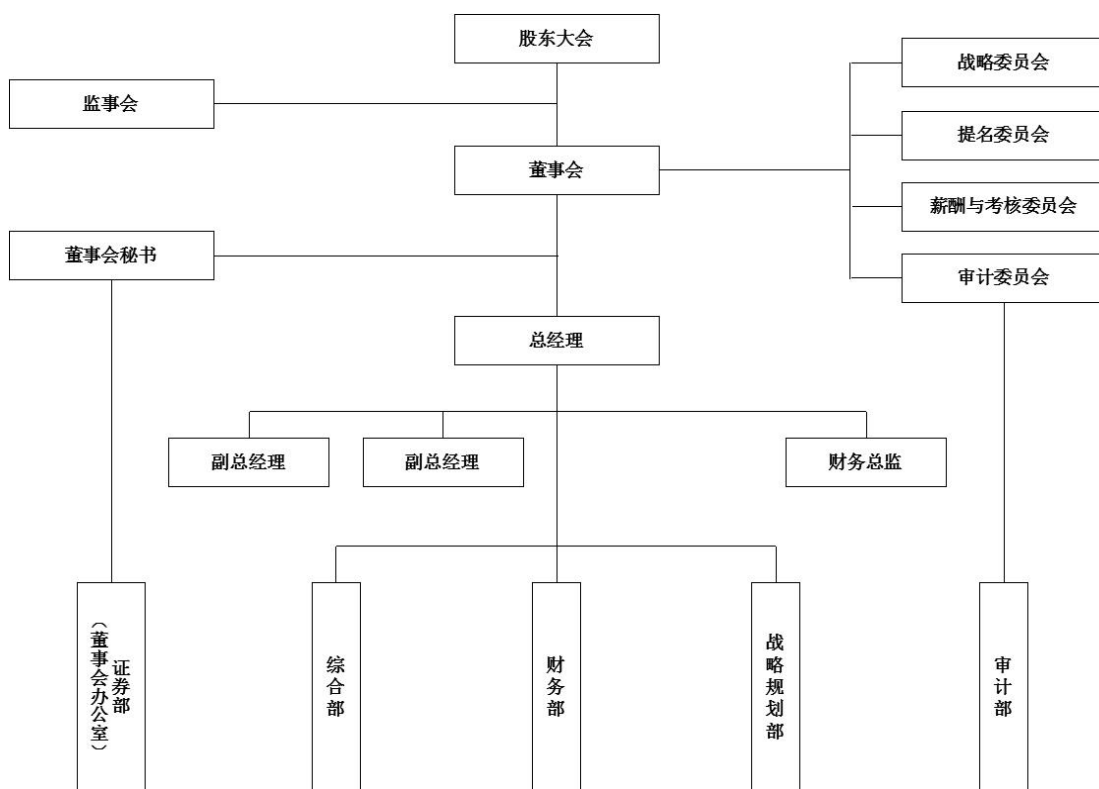 股东大会
战略委员会
监事会
提名委员会
董事会
薪酬与考核委员会
董事会秘书
审计委员会
总经理
副总经理
副总经理
财务总监
证券部
（董事会办公室）
综合部
财务部
战略规划部
审计部